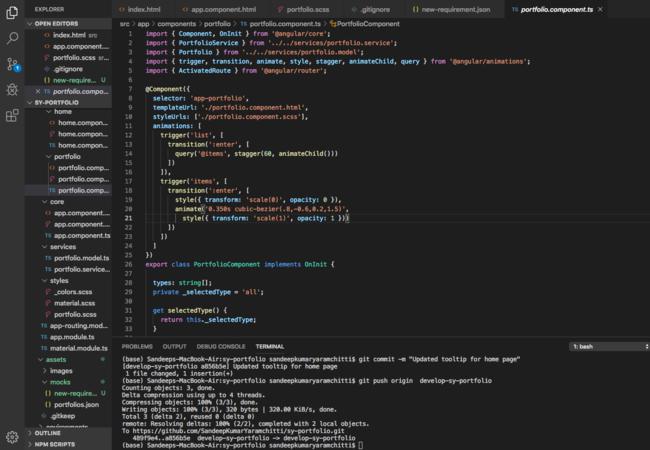 EXPLORER
OPEN EDITORS
index.html src
app.component....
portfolio.scss sr...
.gitignore
new-require... U
portfolio.compo...
SY-PORTFOLIO
home
home.compon...
home.compon...
home.compon...
portfolio
portfolio.comp...
portfolio.comp...
portfolio.comp...
core
app.component....
app.component....
app.component.ts
services
portfolio.model.ts
portfolio.service...
styles
_colors.scss
material.scss
portfolio.scss
app-routing.mod...
app.module.ts
material.module.ts
assets
images
mocks
new-require... U
portfolios.json
.gitkeep
environments
OUTLINE
NPM SCRIPTS
index.html
app.component.html
portfolio.scss
.gitignore
new-requirement.json U
portfolio.component.ts
src > app > components > portfolio > TS portfolio.component.ts > PortfolioComponent
1 import { Component, OnInit } from '@angular/core';
2 import { PortfolioService } from '../../services/portfolio.service';
3 import { Portfolio } from '../../services/portfolio.model';
4 import { trigger, transition, animate, style, stagger, animateChild, query } from '@angular/animations';
5 import { ActivatedRoute } from '@angular/router';
6
7 @Component({
8 selector: 'app-portfolio',
9 templateUrl: './portfolio.component.html',
10 styleUrls: ['./portfolio.component.scss'],
11 animations: [
12 trigger('list', [
13 transition(':enter', [
14 query('@items', stagger(60, animateChild()))
15 ])
16 ]),
17 trigger('items', [
18 transition(':enter', [
19 style({ transform: 'scale(0)', opacity: 0 }),
20 animate('0.350s cubic-bezier(.8,-0.6,0.2,1.5)',
21 style({ transform: 'scale(1)', opacity: 1 }))
22 ])
23 ])
24 ]
25 })
26 export class PortfolioComponent implements OnInit {
27
28 types: string[];
29 private _selectedType = 'all';
30
31 get selectedType() {
32 return this._selectedType;
33 }
PROBLEMS
OUTPUT
DEBUG CONSOLE
TERMINAL
1: bash
(base) Sandeeps-MacBook-Air:sy-portfolio sandeepkumaryaramchitti$ git commit -m "Updated tooltip for home page"
[develop-sy-portfolio a856b5e] Updated tooltip for home page
1 file changed, 1 insertion(+)
(base) Sandeeps-MacBook-Air:sy-portfolio sandeepkumaryaramchitti$ git push origin develop-sy-portfolio
Counting objects: 3, done.
Delta compression using up to 4 threads.
Compressing objects: 100% (3/3), done.
Writing objects: 100% (3/3), 320 bytes | 320.00 KiB/s, done.
Total 3 (delta 2), reused 0 (delta 0)
remote: Resolving deltas: 100% (2/2), completed with 2 local objects.
To https://github.com/SandeepKumarYaramchitti/sy-portfolio.git
489f9e4..a856b5e develop-sy-portfolio -> develop-sy-portfolio
(base) Sandeeps-MacBook-Air:sy-portfolio sandeepkumaryaramchitti$